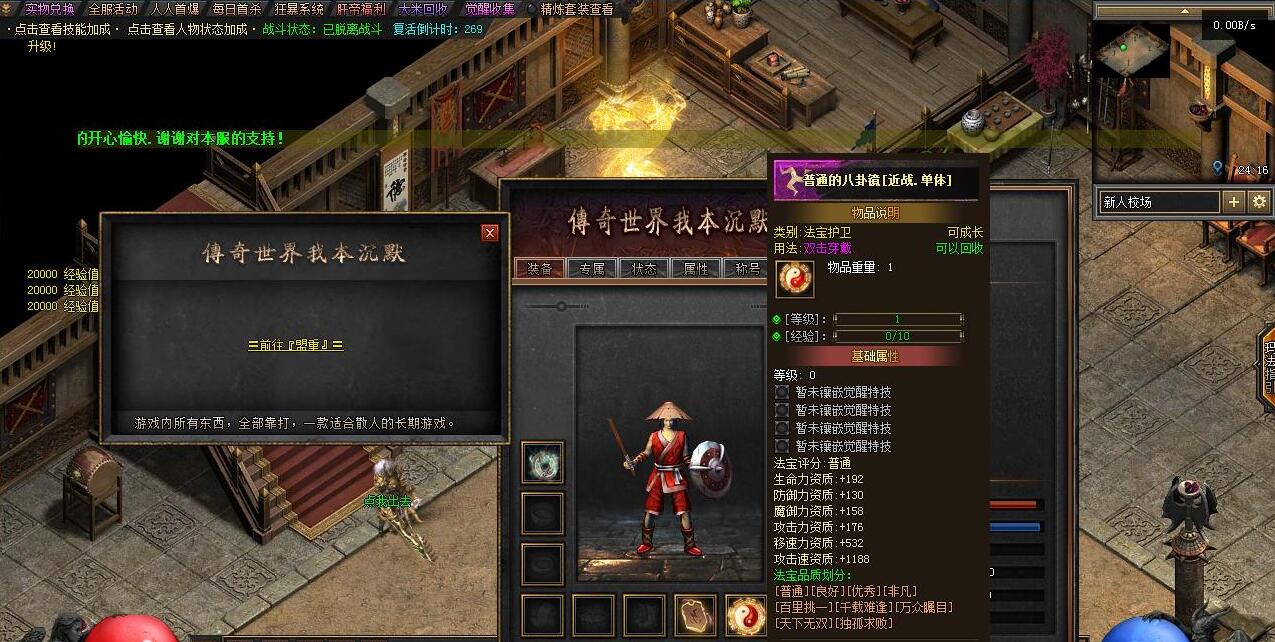 实物兑换 全服活动 人人首爆 每日首杀 狂暴系统 肝帝福利 大米回收 觉醒收集 精炼套装查看
·点击查看技能加成· 点击查看人物状态加成· 战斗状态: 已脱离战斗 复活倒计时: 269
升级!
0.00B/s
的开心愉快. 谢谢对本服的支持!
24:16
新人校场
20000 经验值
20000 经验值
20000 经验值
傳奇世界我本沉默
〓前往『盟重』〓
游戏内所有东西，全部靠打，一款适合散人的长期游戏。
点我出去
傳奇世界我本沉默
装备 专属 状态 属性 称号
普通的八卦镜[近战.单体]
物品说明
类别:法宝护卫 可成长
用法:双击穿戴 可以回收
物品重量: 1
[等级]: 1
[经验]: 0/10
基础属性
等级: 0
暂未镶嵌觉醒特技
暂未镶嵌觉醒特技
暂未镶嵌觉醒特技
暂未镶嵌觉醒特技
法宝评分:普通
生命力资质:+192
防御力资质:+130
魔御力资质:+158
攻击力资质:+176
移速力资质:+532
攻击速资质:+1188
法宝品质划分:
[普通][良好][优秀][非凡]
[百里挑一][千载难逢][万众瞩目]
[天下无双][独孤求败]
玛法指引